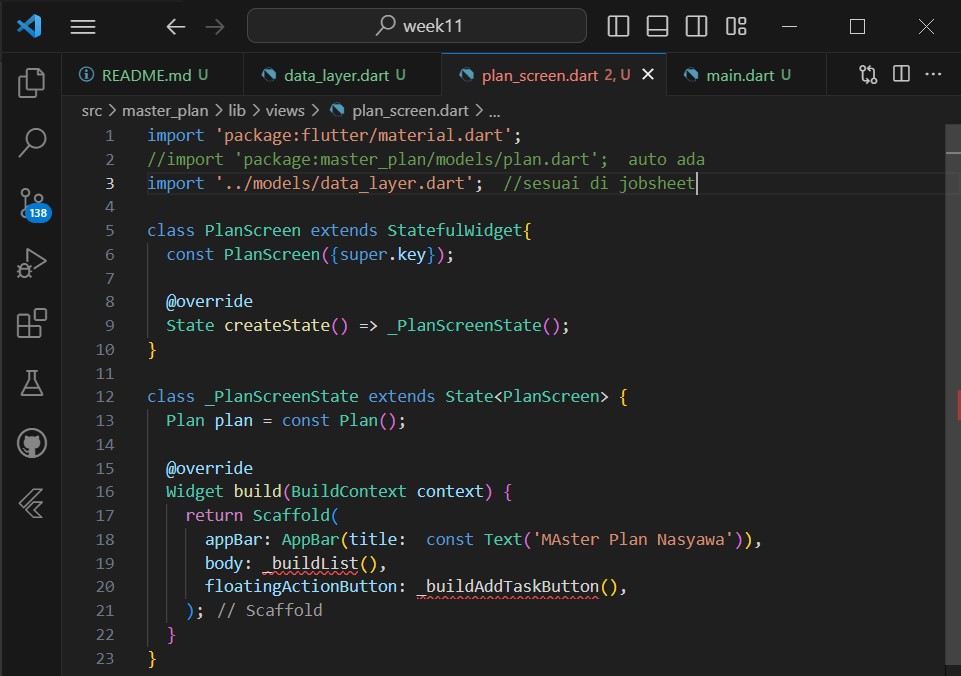 week11
README.md U
data_layer.dart U
plan_screen.dart 2, U
main.dart U
src > master_plan > lib > views > plan_screen.dart > ...
138
1 import 'package:flutter/material.dart';
2 //import 'package:master_plan/models/plan.dart';  auto ada
3 import '../models/data_layer.dart';  //sesuai di jobsheet
4
5 class PlanScreen extends StatefulWidget{
6   const PlanScreen({super.key});
7
8   @override
9   State createState() => _PlanScreenState();
10 }
11
12 class _PlanScreenState extends State<PlanScreen> {
13   Plan plan = const Plan();
14
15   @override
16   Widget build(BuildContext context) {
17     return Scaffold(
18       appBar: AppBar(title:  const Text('MAster Plan Nasyawa')),
19       body: _buildList(),
20       floatingActionButton: _buildAddTaskButton(),
21     ); // Scaffold
22   }
23 }